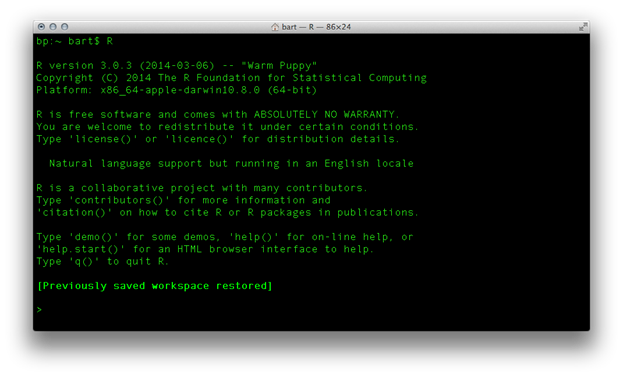 bart — R — 86×24
bp:~ bart$ R
R version 3.0.3 (2014-03-06) -- "Warm Puppy"
Copyright (C) 2014 The R Foundation for Statistical Computing
Platform: x86_64-apple-darwin10.8.0 (64-bit)
R is free software and comes with ABSOLUTELY NO WARRANTY.
You are welcome to redistribute it under certain conditions.
Type 'license()' or 'licence()' for distribution details.
Natural language support but running in an English locale
R is a collaborative project with many contributors.
Type 'contributors()' for more information and
'citation()' on how to cite R or R packages in publications.
Type 'demo()' for some demos, 'help()' for on-line help, or
'help.start()' for an HTML browser interface to help.
Type 'q()' to quit R.
[Previously saved workspace restored]
>